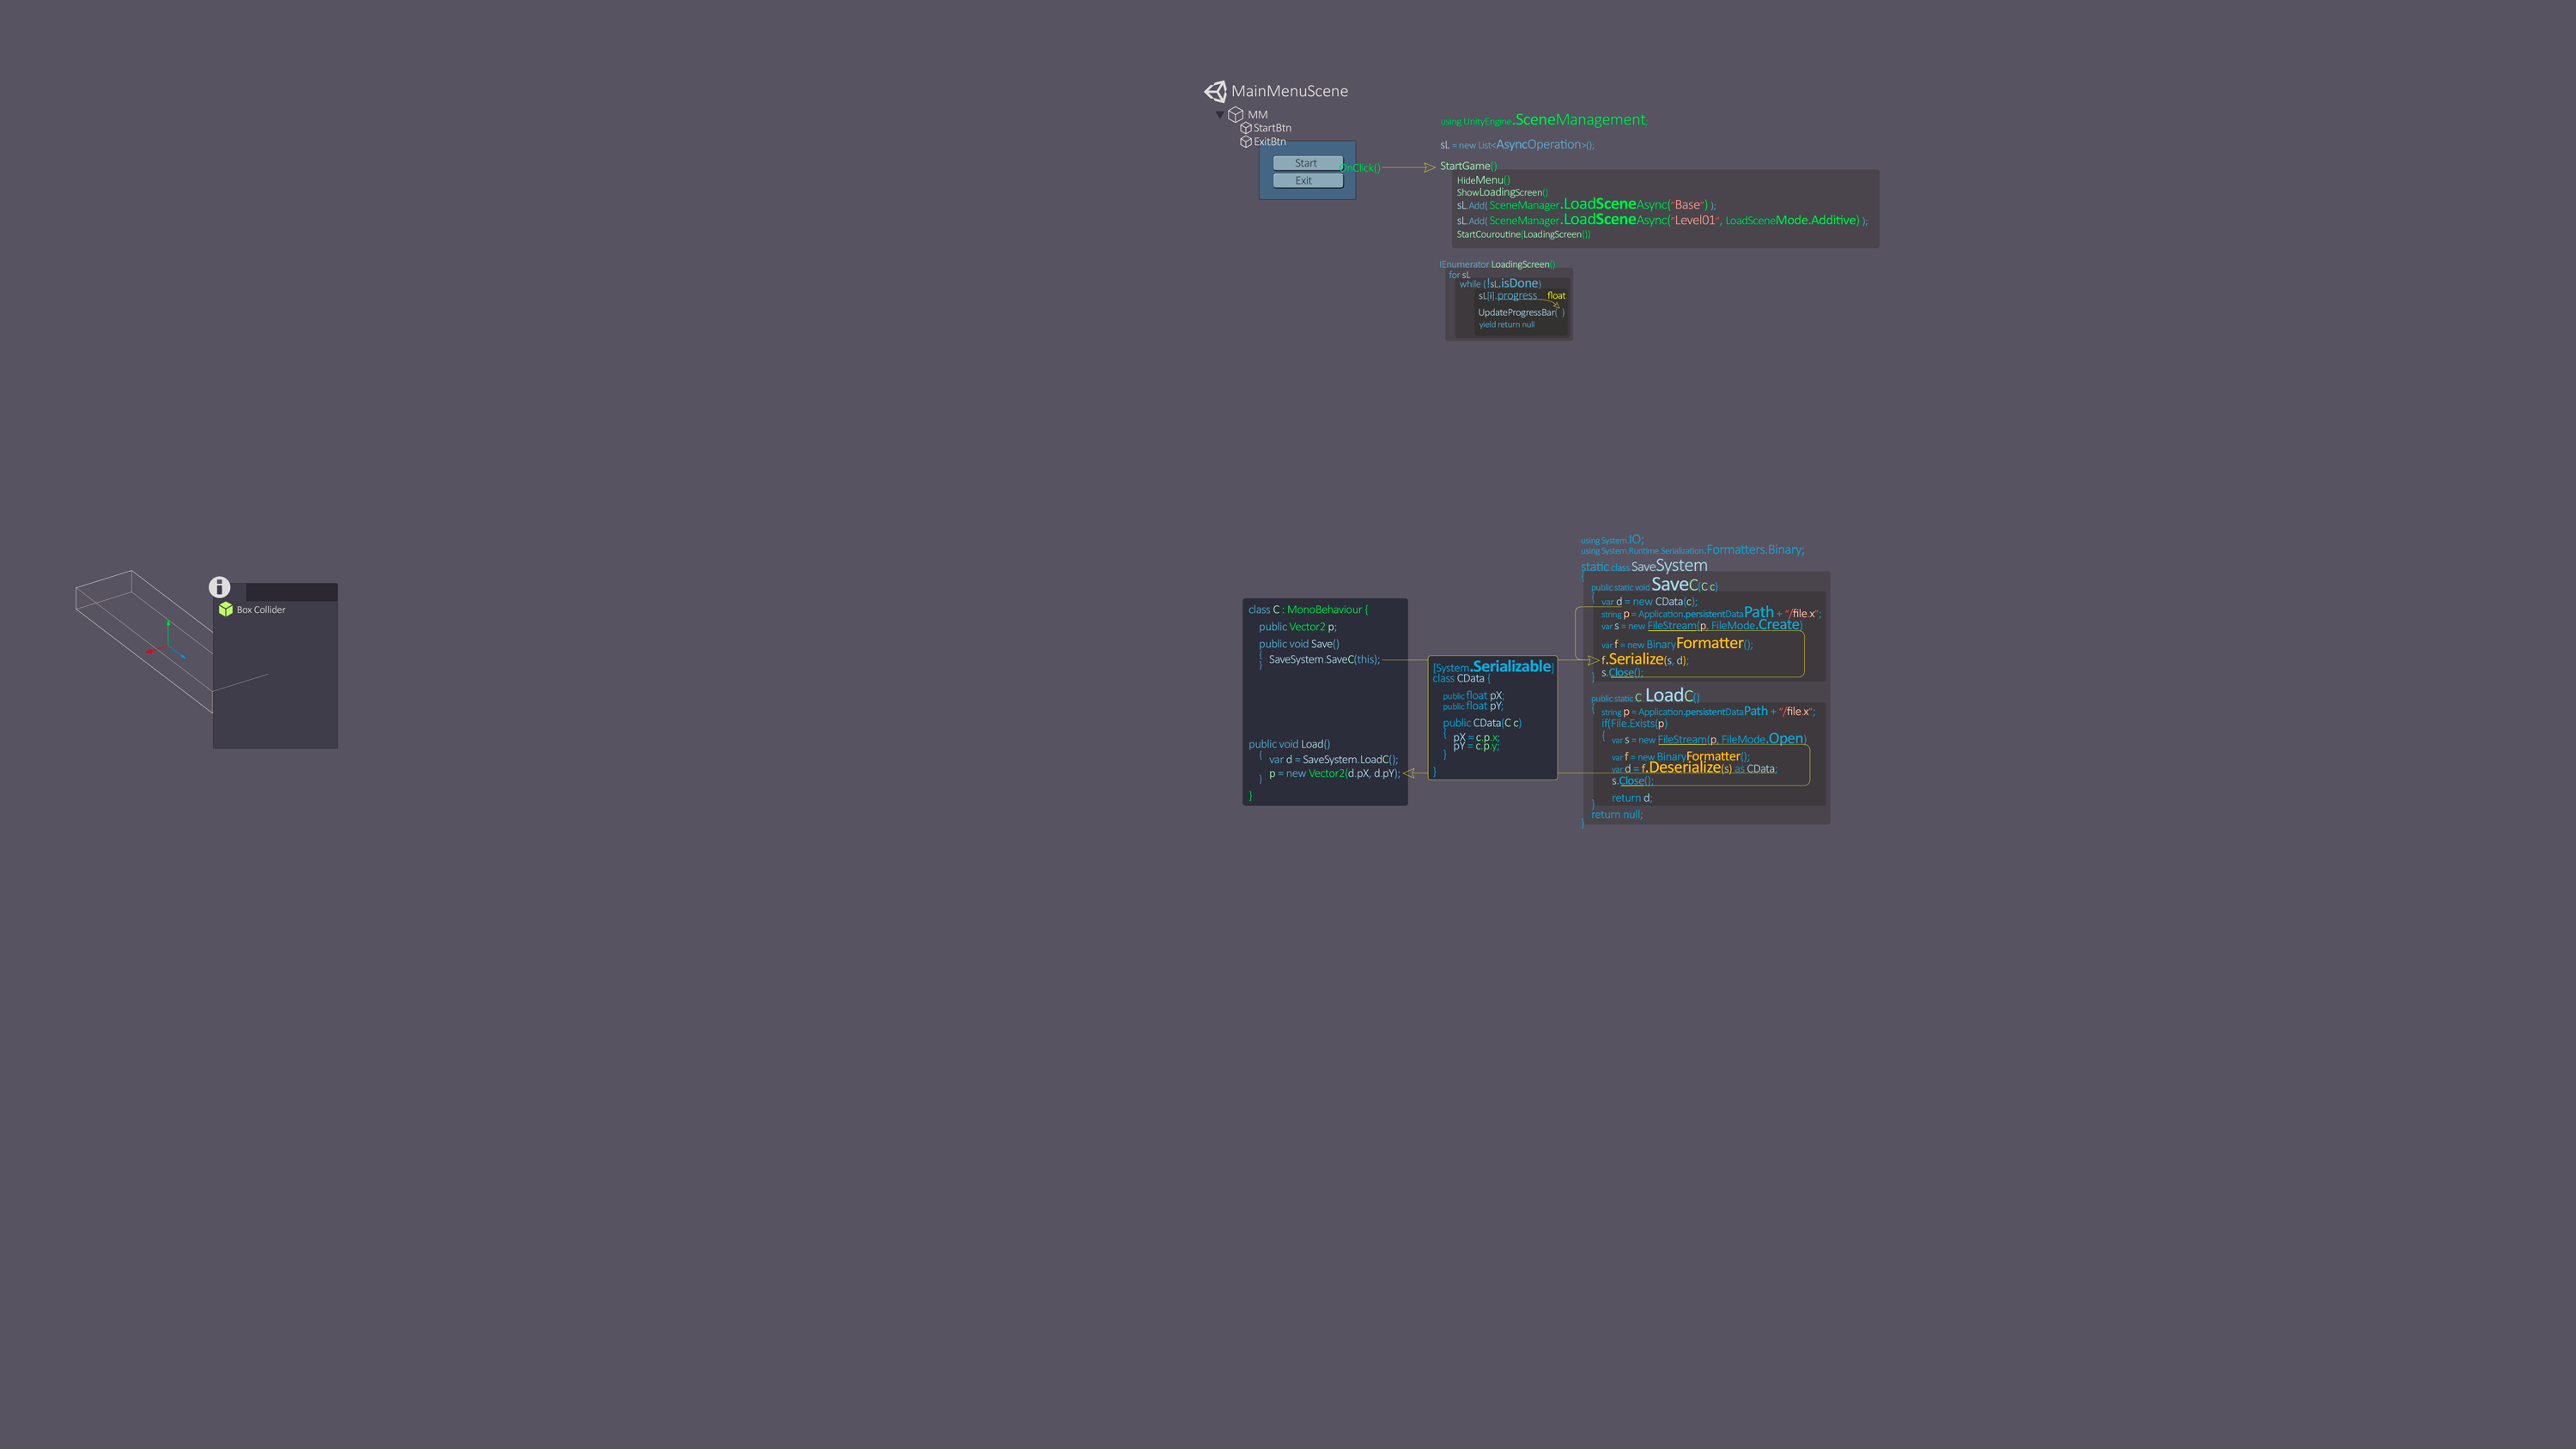 MainMenuScene
MM
StartBtn
ExitBtn
Start
Exit
OnClick()
using UnityEngine.SceneManagement;
sL = new List<AsyncOperation>();
StartGame()
HideMenu()
ShowLoadingScreen()
sL.Add( SceneManager.LoadSceneAsync("Base") );
sL.Add( SceneManager.LoadSceneAsync("Level01", LoadSceneMode.Additive) );
StartCouroutine(LoadingScreen())
IEnumerator LoadingScreen()
for sL
while (!sL.isDone)
sL[i].progress float
UpdateProgressBar( )
yield return null
Box Collider
class C : MonoBehaviour {
public Vector2 p;
public void Save()
{
SaveSystem.SaveC(this);
}
public void Load()
{
var d = SaveSystem.LoadC();
p = new Vector2(d.pX, d.pY);
}
}
[System.Serializable]
class CData {
public float pX;
public float pY;
public CData(C c)
{
pX = c.p.x;
pY = c.p.y;
}
}
using System.IO;
using System.Runtime.Serialization.Formatters.Binary;
static class SaveSystem
{
public static void SaveC(C c)
{
var d = new CData(c);
string p = Application.persistentDataPath + "/file.x";
var s = new FileStream(p, FileMode.Create)
var f = new BinaryFormatter();
f.Serialize(s, d);
s.Close();
}
public static C LoadC()
{
string p = Application.persistentDataPath + "/file.x";
if(File.Exists(p)
{
var s = new FileStream(p, FileMode.Open)
var f = new BinaryFormatter();
var d = f.Deserialize(s) as CData;
s.Close();
return d;
}
return null;
}